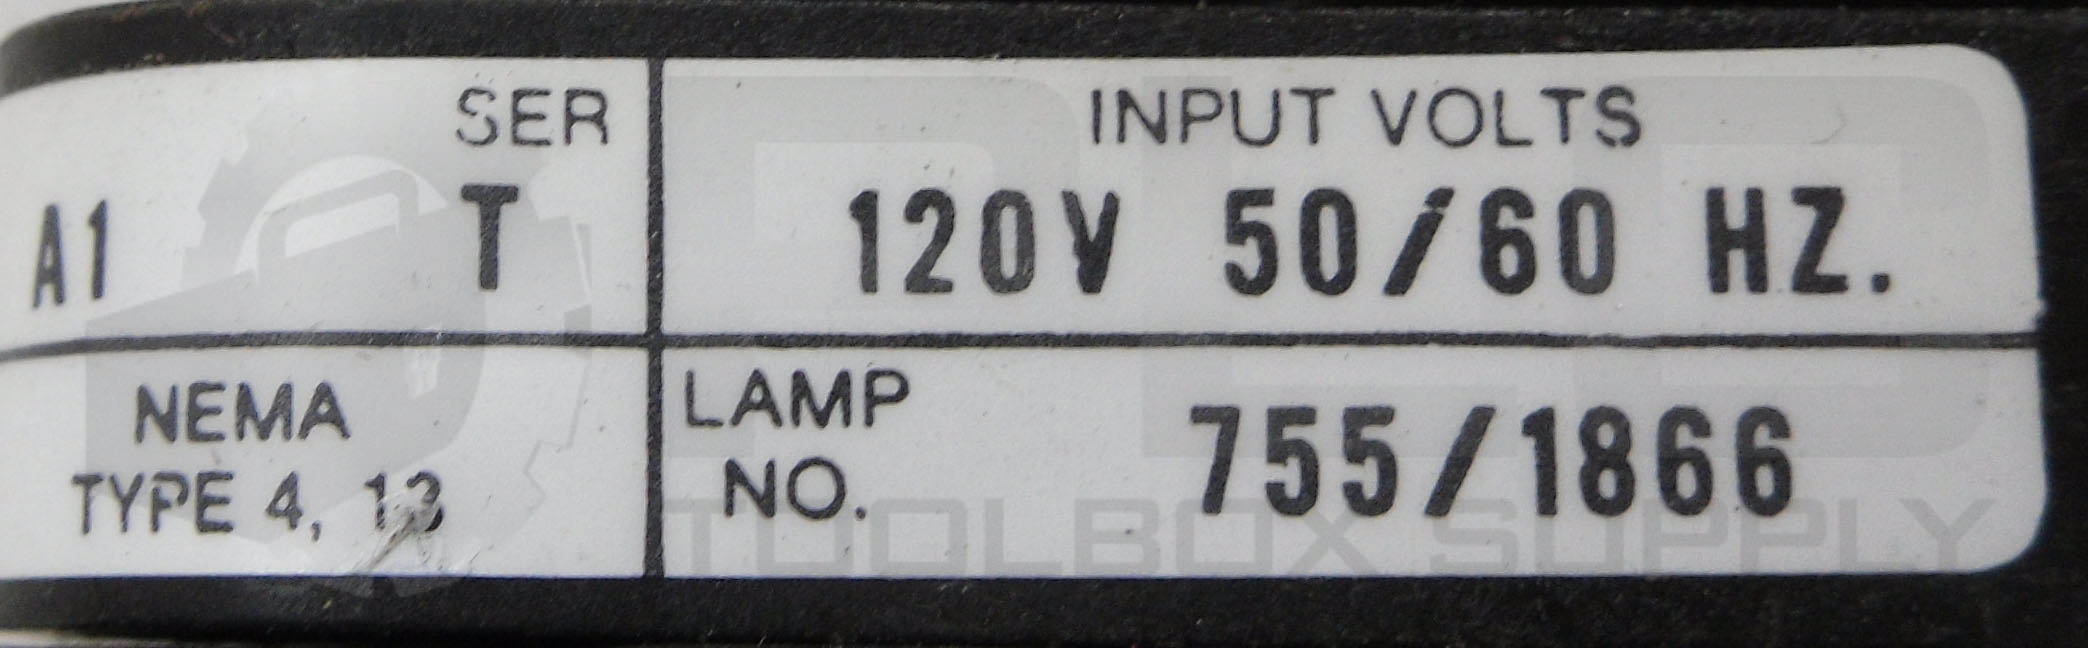 SER
A1 T
INPUT VOLTS
120V 50/60 HZ.
NEMA
TYPE 4, 13
LAMP
NO.
755/1866
TOOLBOX SUPPLY